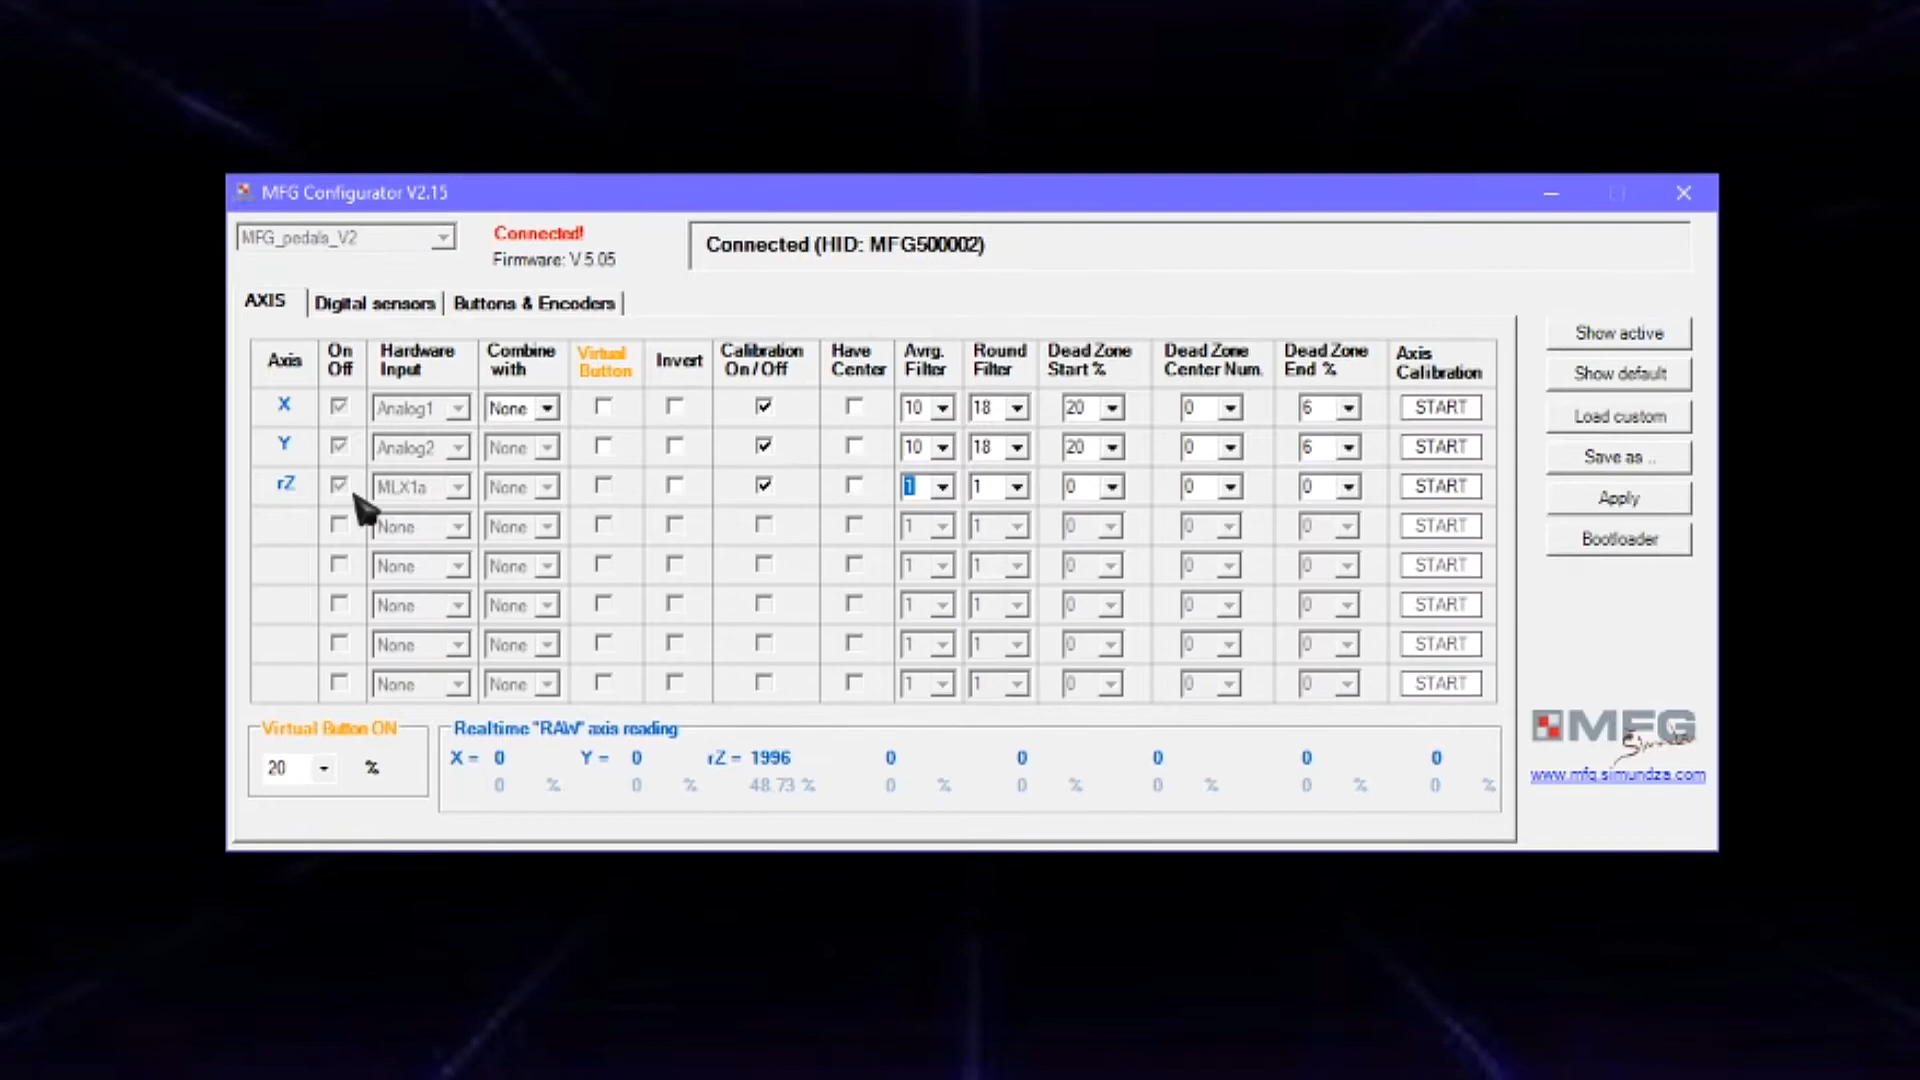 MFG Configurator V2.15
MFG_pedals_V2
Connected!
Firmware: V.5.05
Connected (HID: MFG500002)
AXIS Digital sensors Buttons & Encoders
Axis On Off Hardware Input Combine with Virtual Button Invert Calibration On / Off Have Center Avrg. Filter Round Filter Dead Zone Start % Dead Zone Center Num. Dead Zone End % Axis Calibration
X Analog1 None 10 18 20 0 6 START
Y Analog2 None 10 18 20 0 6 START
rZ MLX1a None 1 1 0 0 0 START
None None 1 1 0 0 0 START
None None 1 1 0 0 0 START
None None 1 1 0 0 0 START
None None 1 1 0 0 0 START
None None 1 1 0 0 0 START
Show active
Show default
Load custom
Save as ..
Apply
Bootloader
Virtual Button ON
20 %
Realtime "RAW" axis reading
X = 0 Y = 0 rZ = 1996 0 0 0 0 0
0 % 0 % 48.73 % 0 % 0 % 0 % 0 % 0 %
MFG
Simundza
www.mfg.simundza.com